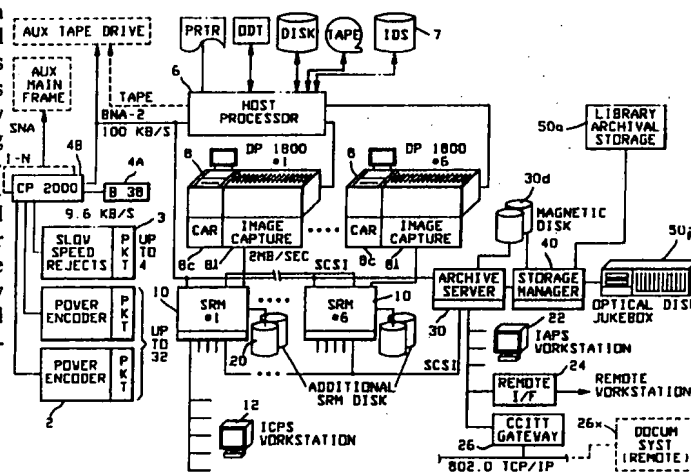 AUX TAPE DRIVE
PRTR
DDT
DISK
TAPE
IDS
7
AUX
MAIN
FRAME
TAPE
6
HOST
PROCESSOR
BNA-2
100 KB/S
SNA
1-N
4B
4A
CP 2000
B 38
9.6 KB/S
8
DP 1800
#1
8
DP 1800
#6
CAR
IMAGE
CAPTURE
CAR
IMAGE
CAPTURE
8c
8i
2MB/SEC
8c
8i
LIBRARY
ARCHIVAL
STORAGE
50a
30d
MAGNETIC
DISK
40
50j
3
SLOW
SPEED
REJECTS
PKT
UP
TO
4
SCSI
10
SRM
#1
SRM
#6
10
ARCHIVE
SERVER
30
STORAGE
MANAGER
OPTICAL DISK
JUKEBOX
POWER
ENCODER
PKT
UP
TO
32
POWER
ENCODER
PKT
2
20
ADDITIONAL
SRM DISK
SCSI
22
IAPS
WORKSTATION
24
REMOTE
I/F
REMOTE
WORKSTATION
12
ICPS
WORKSTATION
CCITY
GATEWAY
26
26x
DOCUM
SYST
(REMOTE)
802.0 TCP/IP